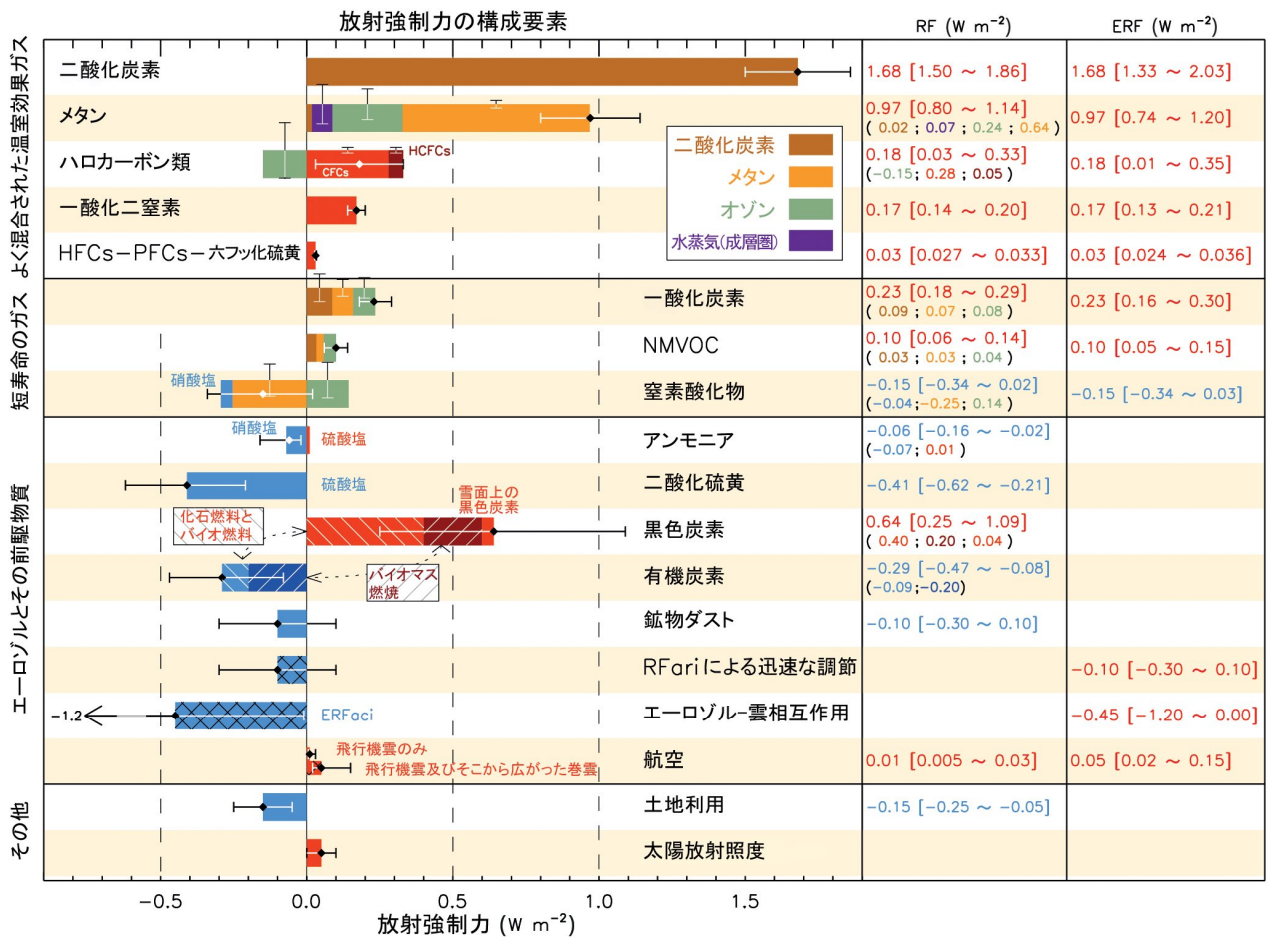 放射強制力の構成要素
RF (W m⁻²)
ERF (W m⁻²)
よく混合された温室効果ガス
二酸化炭素
1.68 [1.50 ～ 1.86]
1.68 [1.33 ～ 2.03]
メタン
0.97 [0.80 ～ 1.14]
( 0.02 ; 0.07 ; 0.24 ; 0.64 )
0.97 [0.74 ～ 1.20]
ハロカーボン類
CFCs
HCFCs
0.18 [0.03 ～ 0.33]
(-0.15; 0.28 ; 0.05 )
0.18 [0.01 ～ 0.35]
一酸化二窒素
0.17 [0.14 ～ 0.20]
0.17 [0.13 ～ 0.21]
HFCs-PFCs-六フッ化硫黄
0.03 [0.027 ～ 0.033]
0.03 [0.024 ～ 0.036]
二酸化炭素
メタン
オゾン
水蒸気(成層圏)
短寿命のガス
一酸化炭素
0.23 [0.18 ～ 0.29]
( 0.09 ; 0.07 ; 0.08 )
0.23 [0.16 ～ 0.30]
NMVOC
0.10 [0.06 ～ 0.14]
( 0.03 ; 0.03 ; 0.04 )
0.10 [0.05 ～ 0.15]
硝酸塩
窒素酸化物
-0.15 [-0.34 ～ 0.02]
(-0.04;-0.25; 0.14 )
-0.15 [-0.34 ～ 0.03]
エーロゾルとその前駆物質
硝酸塩
硫酸塩
アンモニア
-0.06 [-0.16 ～ -0.02]
(-0.07; 0.01 )
硫酸塩
二酸化硫黄
-0.41 [-0.62 ～ -0.21]
化石燃料と
バイオ燃料
雪面上の
黒色炭素
黒色炭素
0.64 [0.25 ～ 1.09]
( 0.40 ; 0.20 ; 0.04 )
バイオマス
燃焼
有機炭素
-0.29 [-0.47 ～ -0.08]
(-0.09;-0.20)
鉱物ダスト
-0.10 [-0.30 ～ 0.10]
RFariによる迅速な調節
-0.10 [-0.30 ～ 0.10]
-1.2
ERFaci
エーロゾル-雲相互作用
-0.45 [-1.20 ～ 0.00]
飛行機雲のみ
飛行機雲及びそこから広がった巻雲
航空
0.01 [0.005 ～ 0.03]
0.05 [0.02 ～ 0.15]
その他
土地利用
-0.15 [-0.25 ～ -0.05]
太陽放射照度
-0.5
0.0
0.5
1.0
1.5
放射強制力 (W m⁻²)